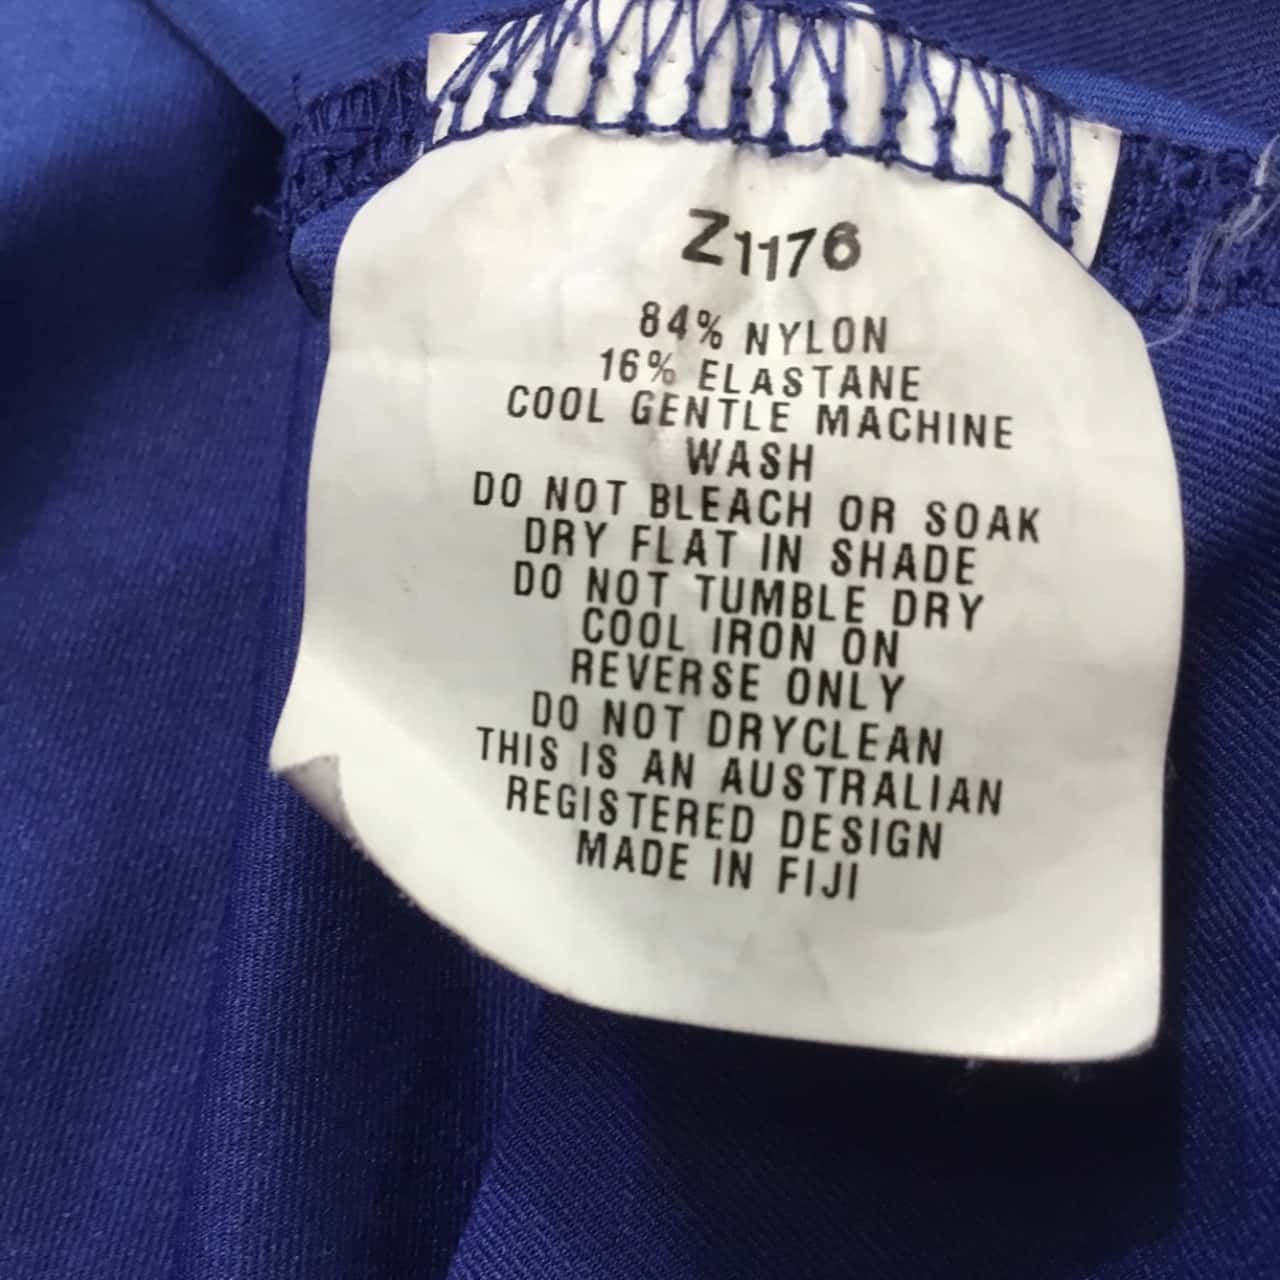 Z1176
84% NYLON
16% ELASTANE
COOL GENTLE MACHINE
WASH
DO NOT BLEACH OR SOAK
DRY FLAT IN SHADE
DO NOT TUMBLE DRY
COOL IRON ON
REVERSE ONLY
DO NOT DRYCLEAN
THIS IS AN AUSTRALIAN
REGISTERED DESIGN
MADE IN FIJI